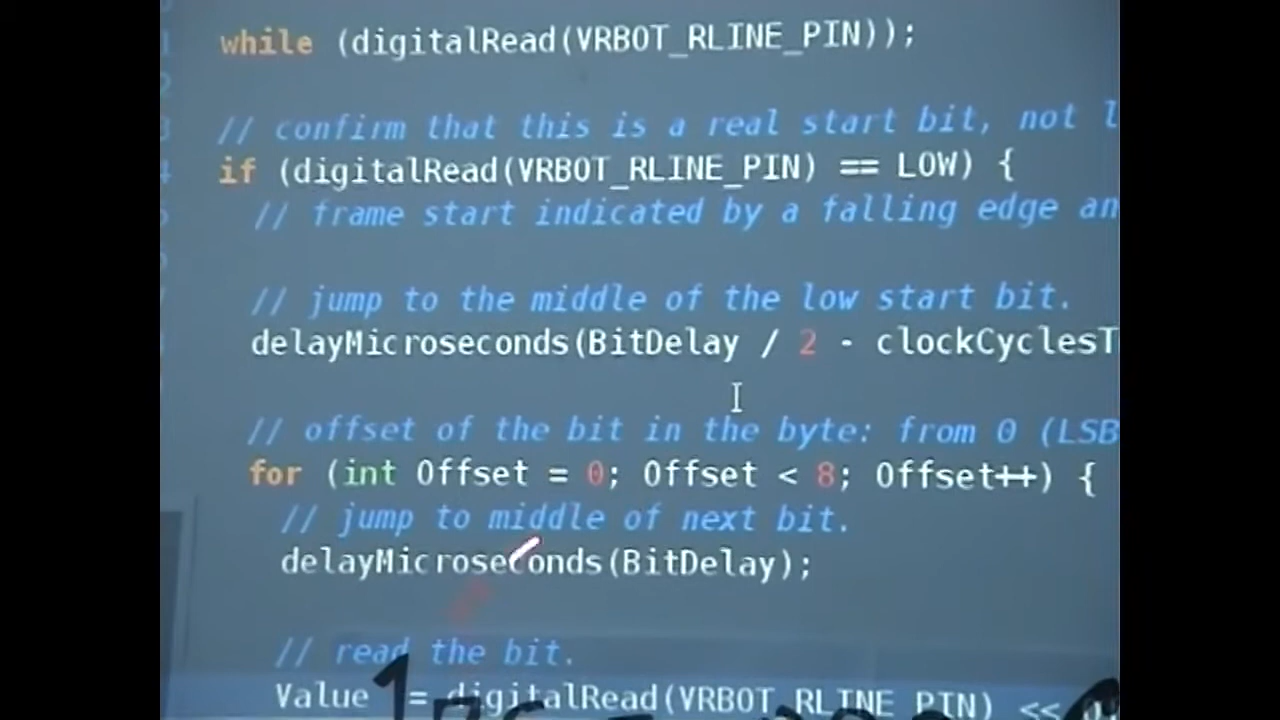 while (digitalRead(VRBOT_RLINE_PIN));
// confirm that this is a real start bit, not l
if (digitalRead(VRBOT_RLINE_PIN) == LOW) {
// frame start indicated by a falling edge an
// jump to the middle of the low start bit.
delayMicroseconds(BitDelay / 2 - clockCyclesT
// offset of the bit in the byte: from 0 (LSB
for (int Offset = 0; Offset < 8; Offset++) {
// jump to middle of next bit.
delayMicroseconds(BitDelay);
// read the bit.
Value |= digitalRead(VRBOT_RLINE_PIN) <<